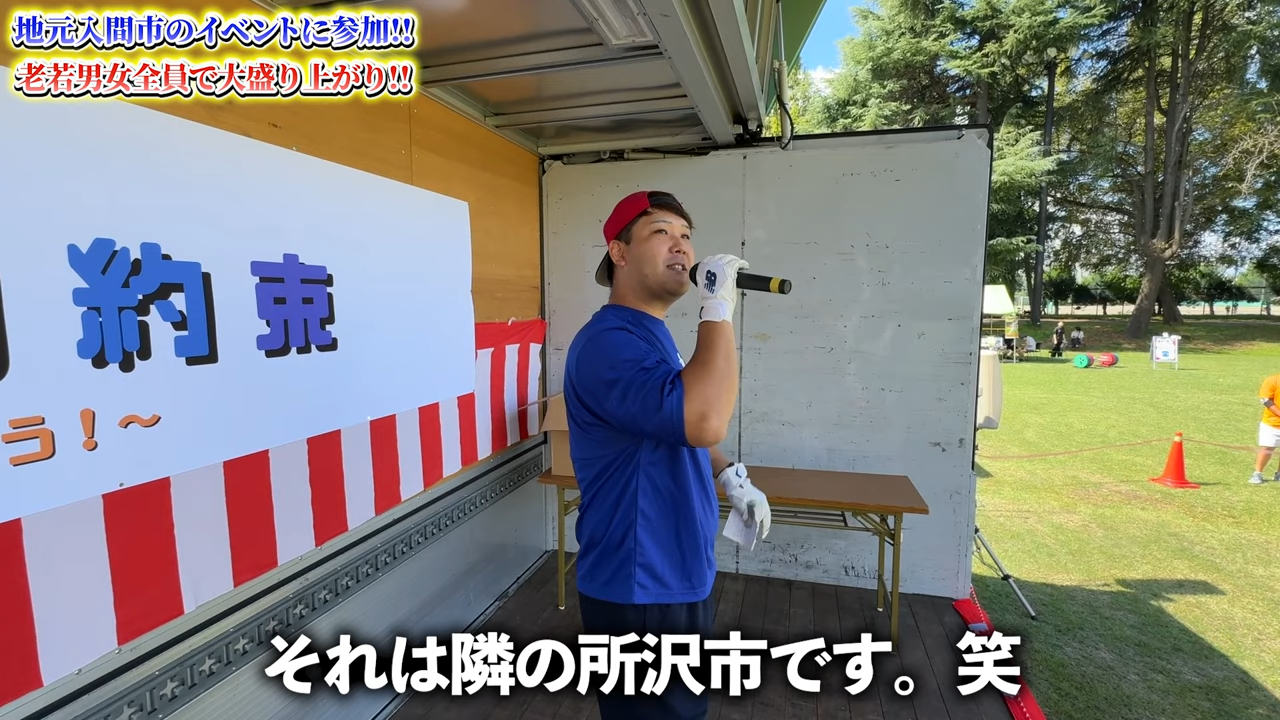 地元入間市のイベントに参加!!
老若男女全員で大盛り上がり!!
約束
う！～
それは隣の所沢市です。笑